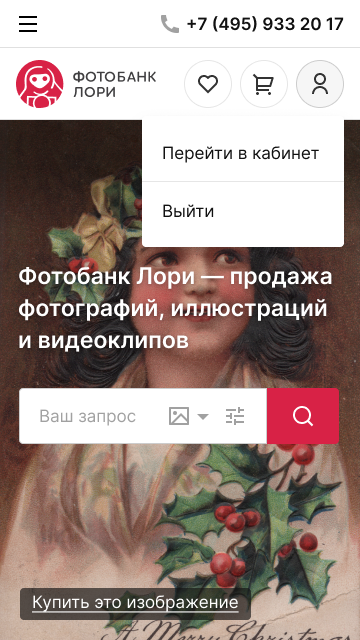 +7 (495) 933 20 17
ФОТОБАНК
ЛОРИ
Перейти в кабинет
Выйти
Фотобанк Лори — продажа
фотографий, иллюстраций
и видеоклипов
Ваш запрос
Купить это изображение
A Merry Christmas